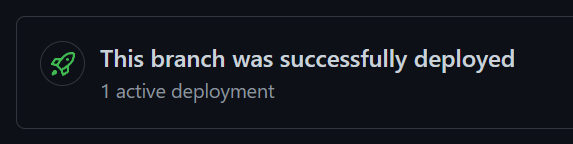 This branch was successfully deployed
1 active deployment